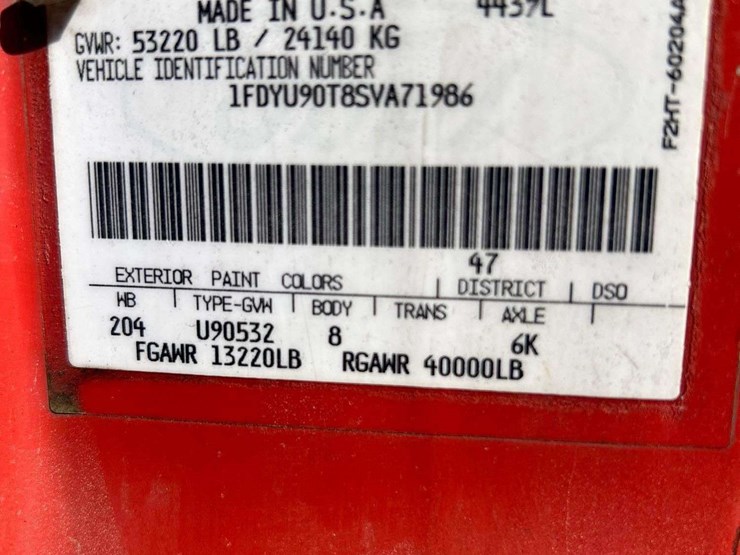 MADE IN U.S.A 4439L
GVWR: 53220 LB / 24140 KG
VEHICLE IDENTIFICATION NUMBER
1FDYU90T8SVA71986
F2HT-60204A
47
EXTERIOR PAINT COLORS DISTRICT DSO
WB TYPE-GVW BODY TRANS AXLE
204 U90532 8 6K
FGAWR 13220LB RGAWR 40000LB